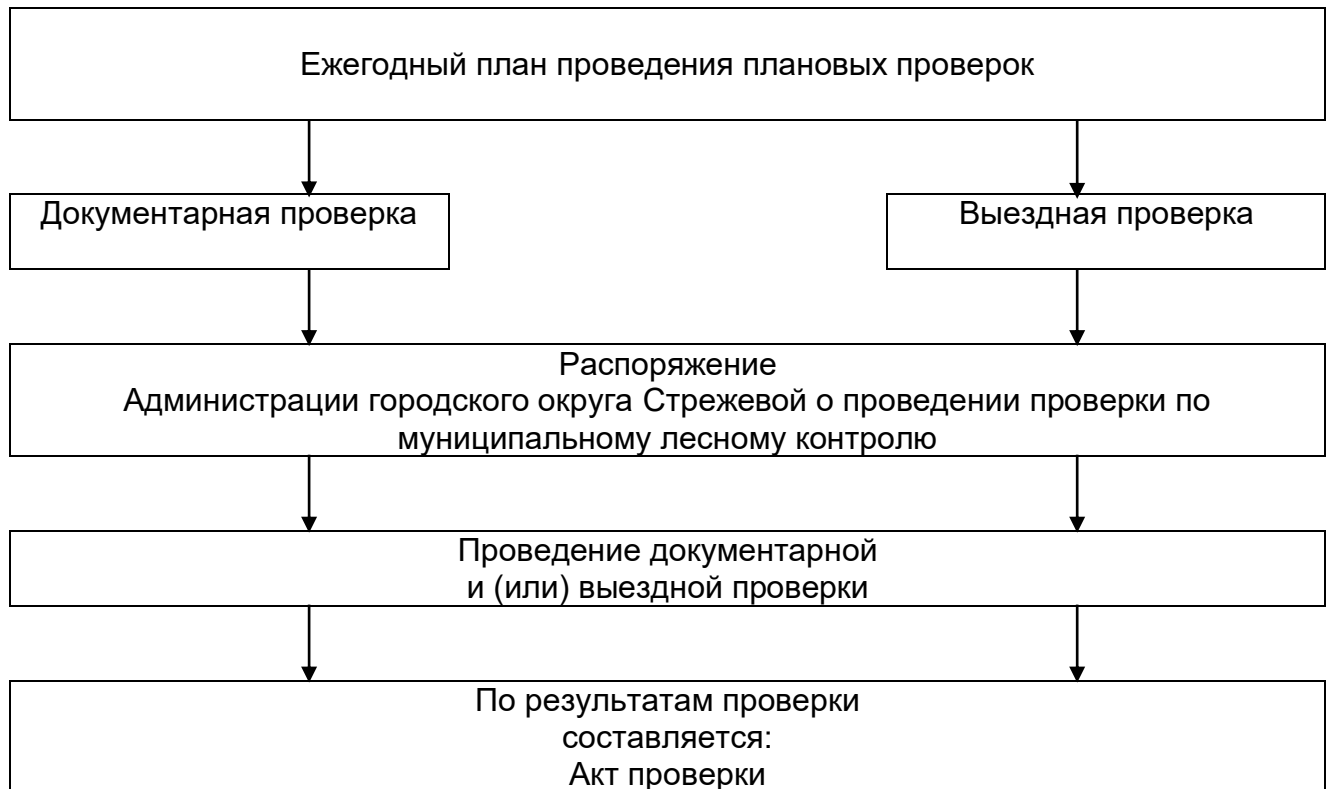 Ежегодный план проведения плановых проверок
Документарная проверка
Выездная проверка
Распоряжение
Администрации городского округа Стрежевой о проведении проверки по
муниципальному лесному контролю
Проведение документарной
и (или) выездной проверки
По результатам проверки
составляется:
Акт проверки